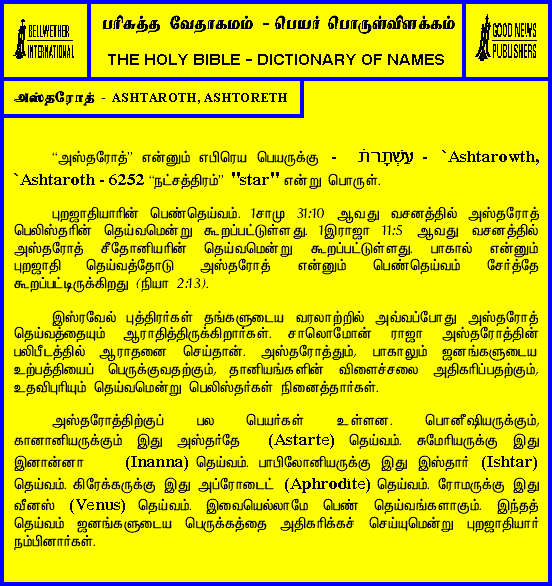 BELLWETHER
INTERNATIONAL
பரிசுத்த வேதாகமம் - பெயர் பொருள்விளக்கம்
THE HOLY BIBLE - DICTIONARY OF NAMES
GOOD NEWS
PUBLISHERS
அஸ்தரோத் - ASHTAROTH, ASHTORETH
“அஸ்தரோத்” என்னும் எபிரெய பெயருக்கு - עַשְׁתָּרֹת - `Ashtarowth,
`Ashtaroth - 6252 “நட்சத்திரம்” "star" என்று பொருள்.
புறஜாதியாரின் பெண்தெய்வம். 1சாமு 31:10 ஆவது வசனத்தில் அஸ்தரோத்
பெலிஸ்தரின் தெய்வமென்று கூறப்பட்டுள்ளது. 1இராஜா 11:5 ஆவது வசனத்தில்
அஸ்தரோத் சீதோனியரின் தெய்வமென்று கூறப்பட்டுள்ளது. பாகால் என்னும்
புறஜாதி தெய்வத்தோடு அஸ்தரோத் என்னும் பெண்தெய்வம் சேர்த்தே
கூறப்பட்டிருக்கிறது (நியா 2:13).
இஸ்ரவேல் புத்திரர்கள் தங்களுடைய வரலாற்றில் அவ்வப்போது அஸ்தரோத்
தெய்வத்தையும் ஆராதித்திருக்கிறார்கள். சாலொமோன் ராஜா அஸ்தரோத்தின்
பலிபீடத்தில் ஆராதனை செய்தான். அஸ்தரோத்தும், பாகாலும் ஜனங்களுடைய
உற்பத்தியைப் பெருக்குவதற்கும், தானியங்களின் விளைச்சலை அதிகரிப்பதற்கும்,
உதவிபுரியும் தெய்வமென்று பெலிஸ்தர்கள் நினைத்தார்கள்.
அஸ்தரோத்திற்குப் பல பெயர்கள் உள்ளன. பொனீஷியருக்கும்,
கானானியருக்கும் இது அஸ்தர்தே (Astarte) தெய்வம். சுமேரியருக்கு இது
இனான்னா (Inanna) தெய்வம். பாபிலோனியருக்கு இது இஸ்தார் (Ishtar)
தெய்வம். கிரேக்கருக்கு இது அப்ரோடைட் (Aphrodite) தெய்வம். ரோமருக்கு இது
வீனஸ் (Venus) தெய்வம். இவையெல்லாமே பெண் தெய்வங்களாகும். இந்தத்
தெய்வம் ஜனங்களுடைய பெருக்கத்தை அதிகரிக்கச் செய்யுமென்று புறஜாதியார்
நம்பினார்கள்.